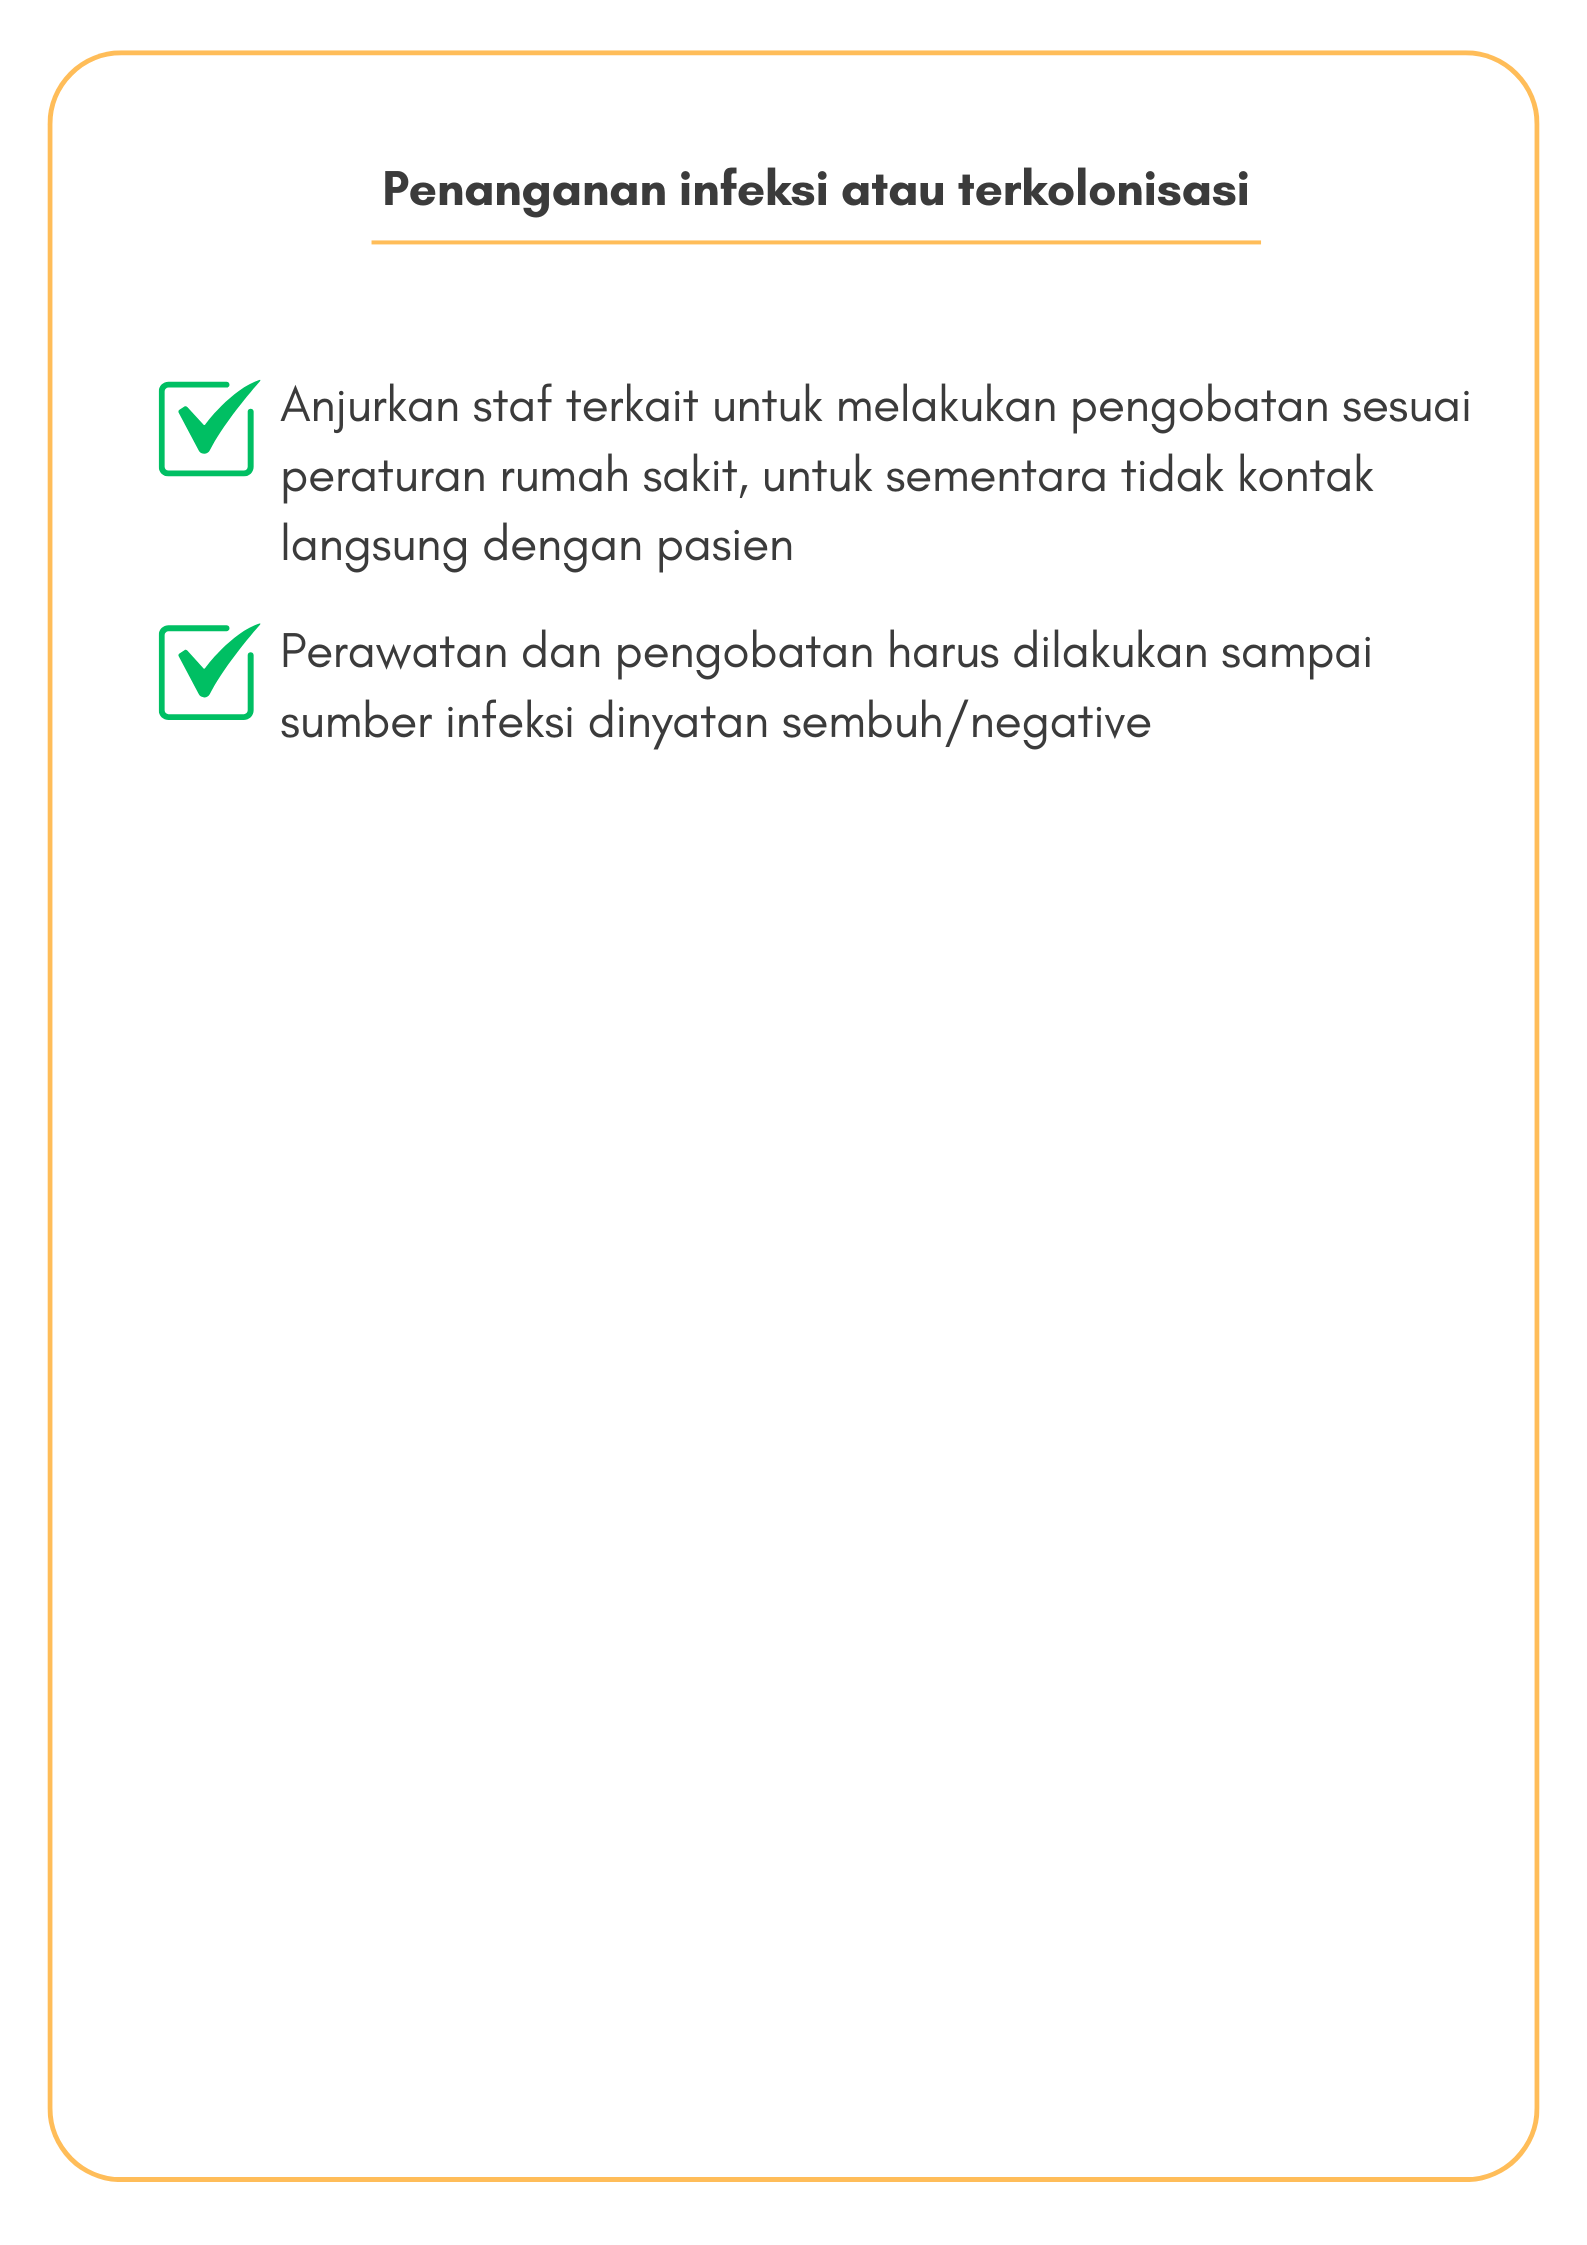 Penanganan infeksi atau terkolonisasi
Anjurkan staf terkait untuk melakukan pengobatan sesuai
peraturan rumah sakit, untuk sementara tidak kontak
langsung dengan pasien
Perawatan dan pengobatan harus dilakukan sampai
sumber infeksi dinyatan sembuh/negative